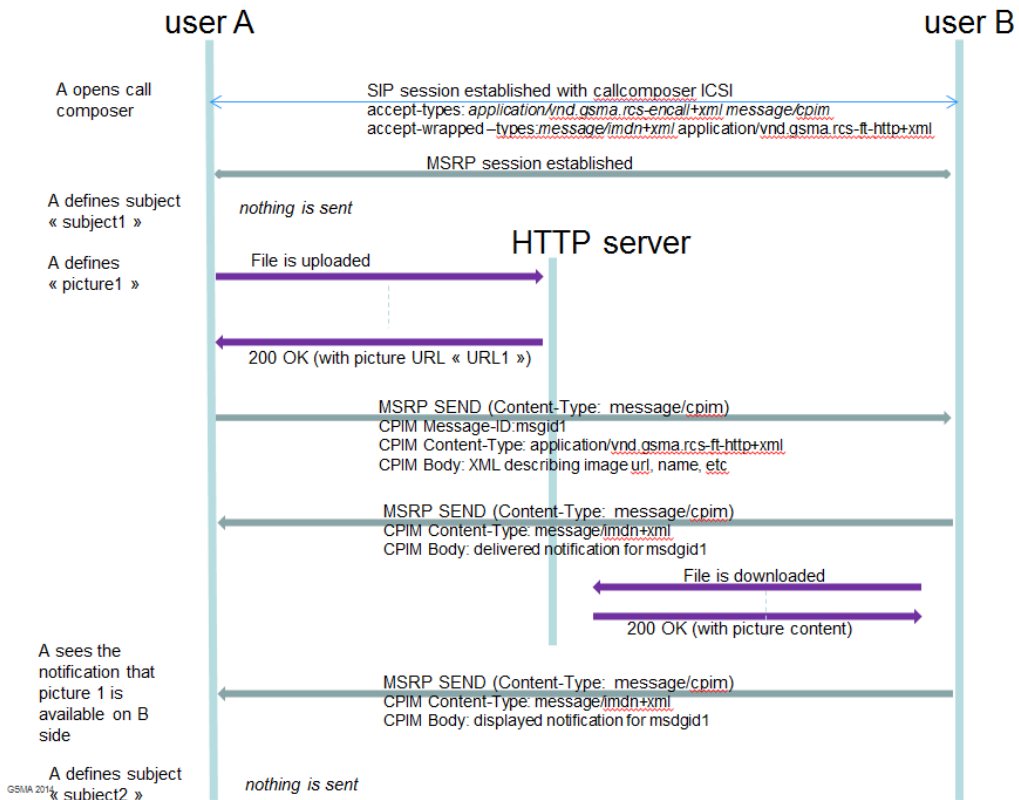 user A
user B
A opens call
composer
SIP session established with callcomposer ICSI
accept-types: application/vnd.gsma.rcs-encall+xml message/cpim
accept-wrapped –types:message/imdn+xml application/vnd.gsma.rcs-ft-http+xml
MSRP session established
A defines subject
« subject1 »
nothing is sent
HTTP server
A defines
« picture1 »
File is uploaded
200 OK (with picture URL « URL1 »)
MSRP SEND (Content-Type: message/cpim)
CPIM Message-ID:msgid1
CPIM Content-Type: application/vnd.gsma.rcs-ft-http+xml
CPIM Body: XML describing image url, name, etc
MSRP SEND (Content-Type: message/cpim)
CPIM Content-Type: message/imdn+xml
CPIM Body: delivered notification for msdgid1
File is downloaded
200 OK (with picture content)
A sees the
notification that
picture 1 is
available on B
side
MSRP SEND (Content-Type: message/cpim)
CPIM Content-Type: message/imdn+xml
CPIM Body: displayed notification for msdgid1
A defines subject
« subject2 »
nothing is sent
GSMA 2014